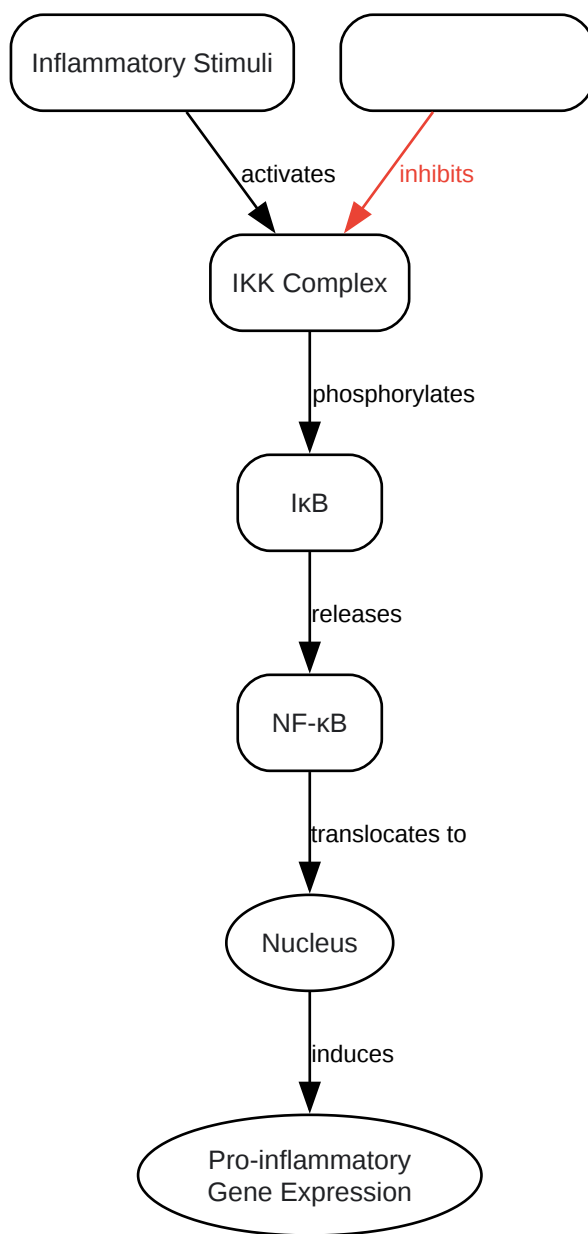 Inflammatory Stimuli
activates
inhibits
IKK Complex
phosphorylates
IκB
releases
NF-κB
translocates to
Nucleus
induces
Pro-inflammatory
Gene Expression